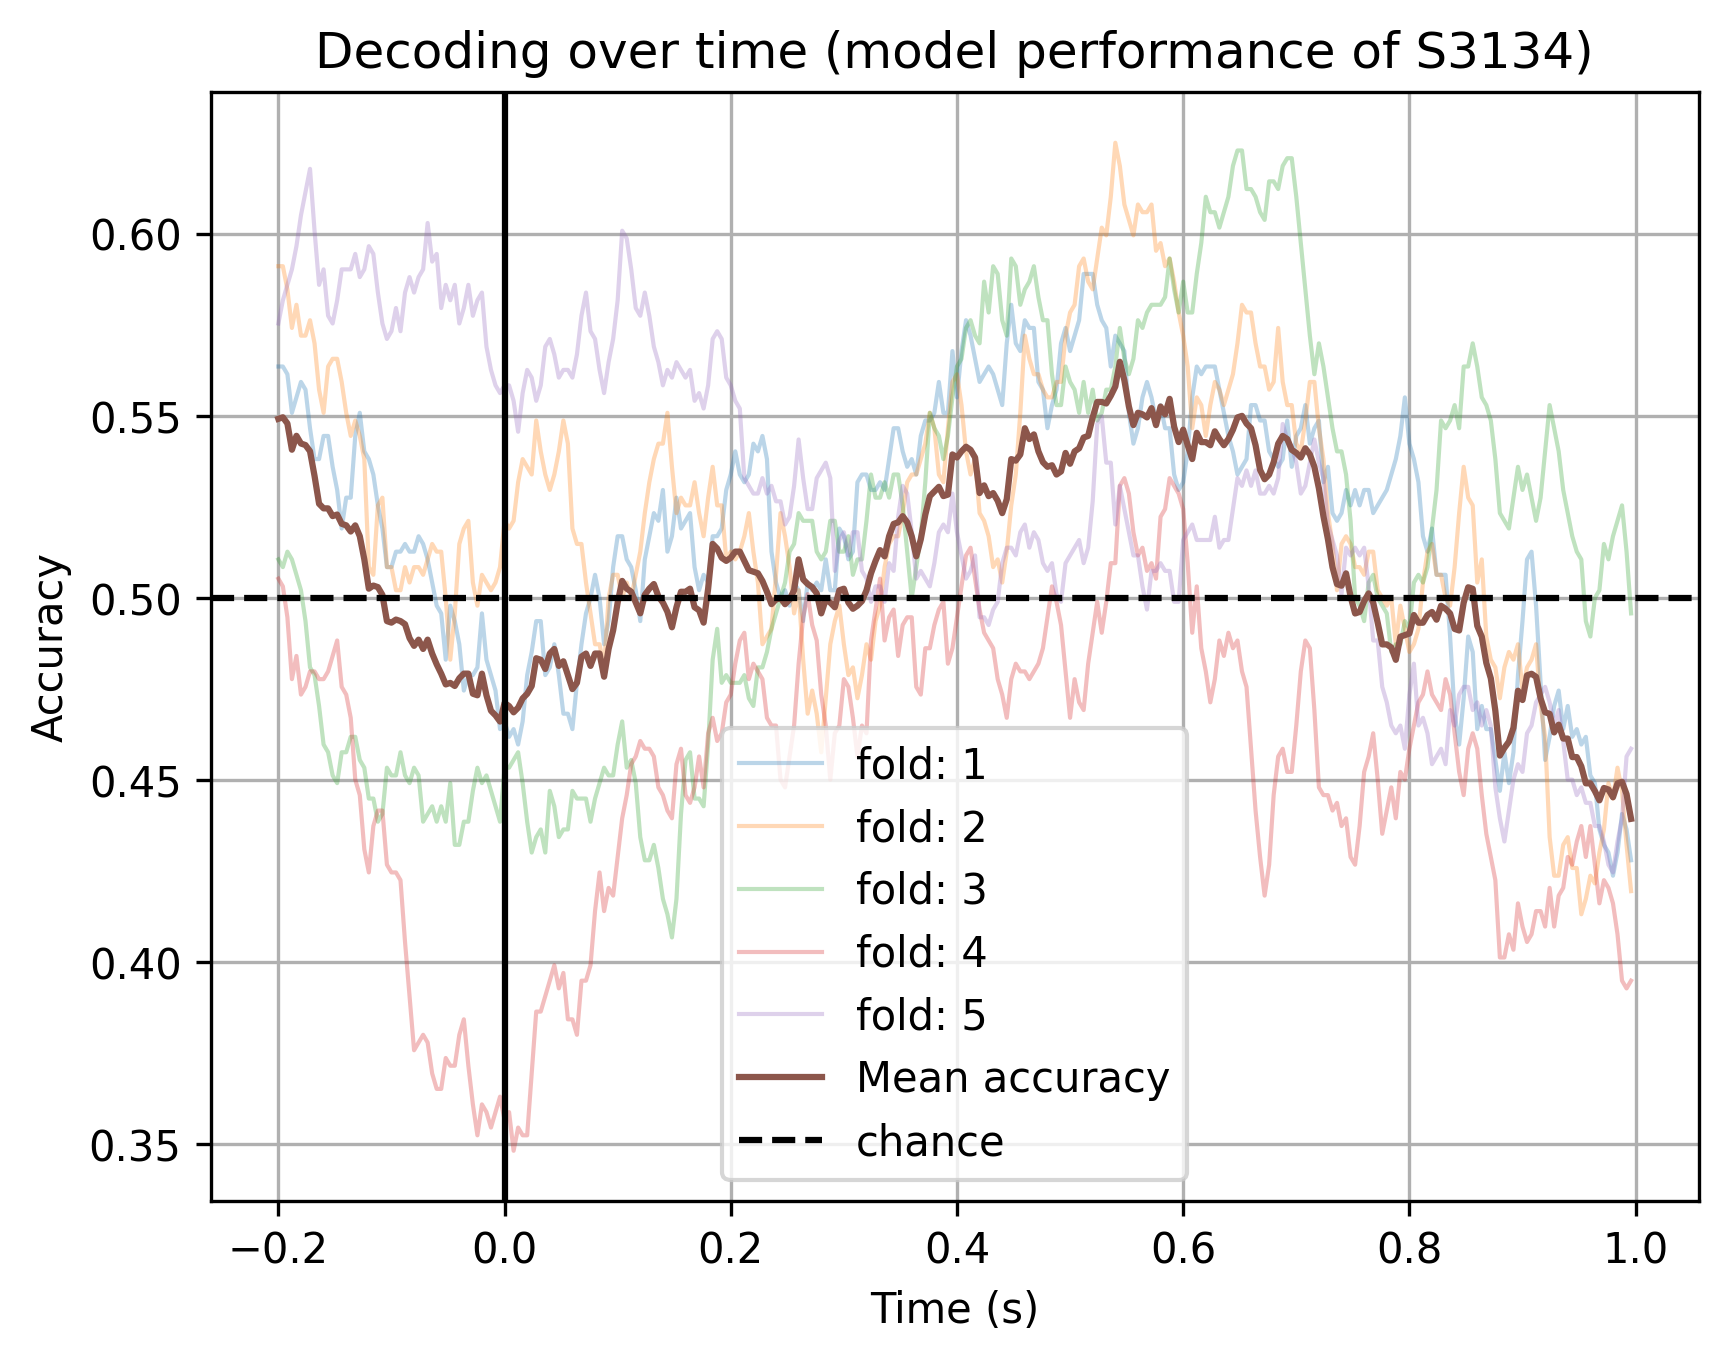 Decoding over time (model performance of S3134)
Accuracy
0.60
0.55
0.50
0.45
0.40
0.35
fold: 1
fold: 2
fold: 3
fold: 4
fold: 5
Mean accuracy
chance
−0.2 0.0 0.2 0.4 0.6 0.8 1.0
Time (s)